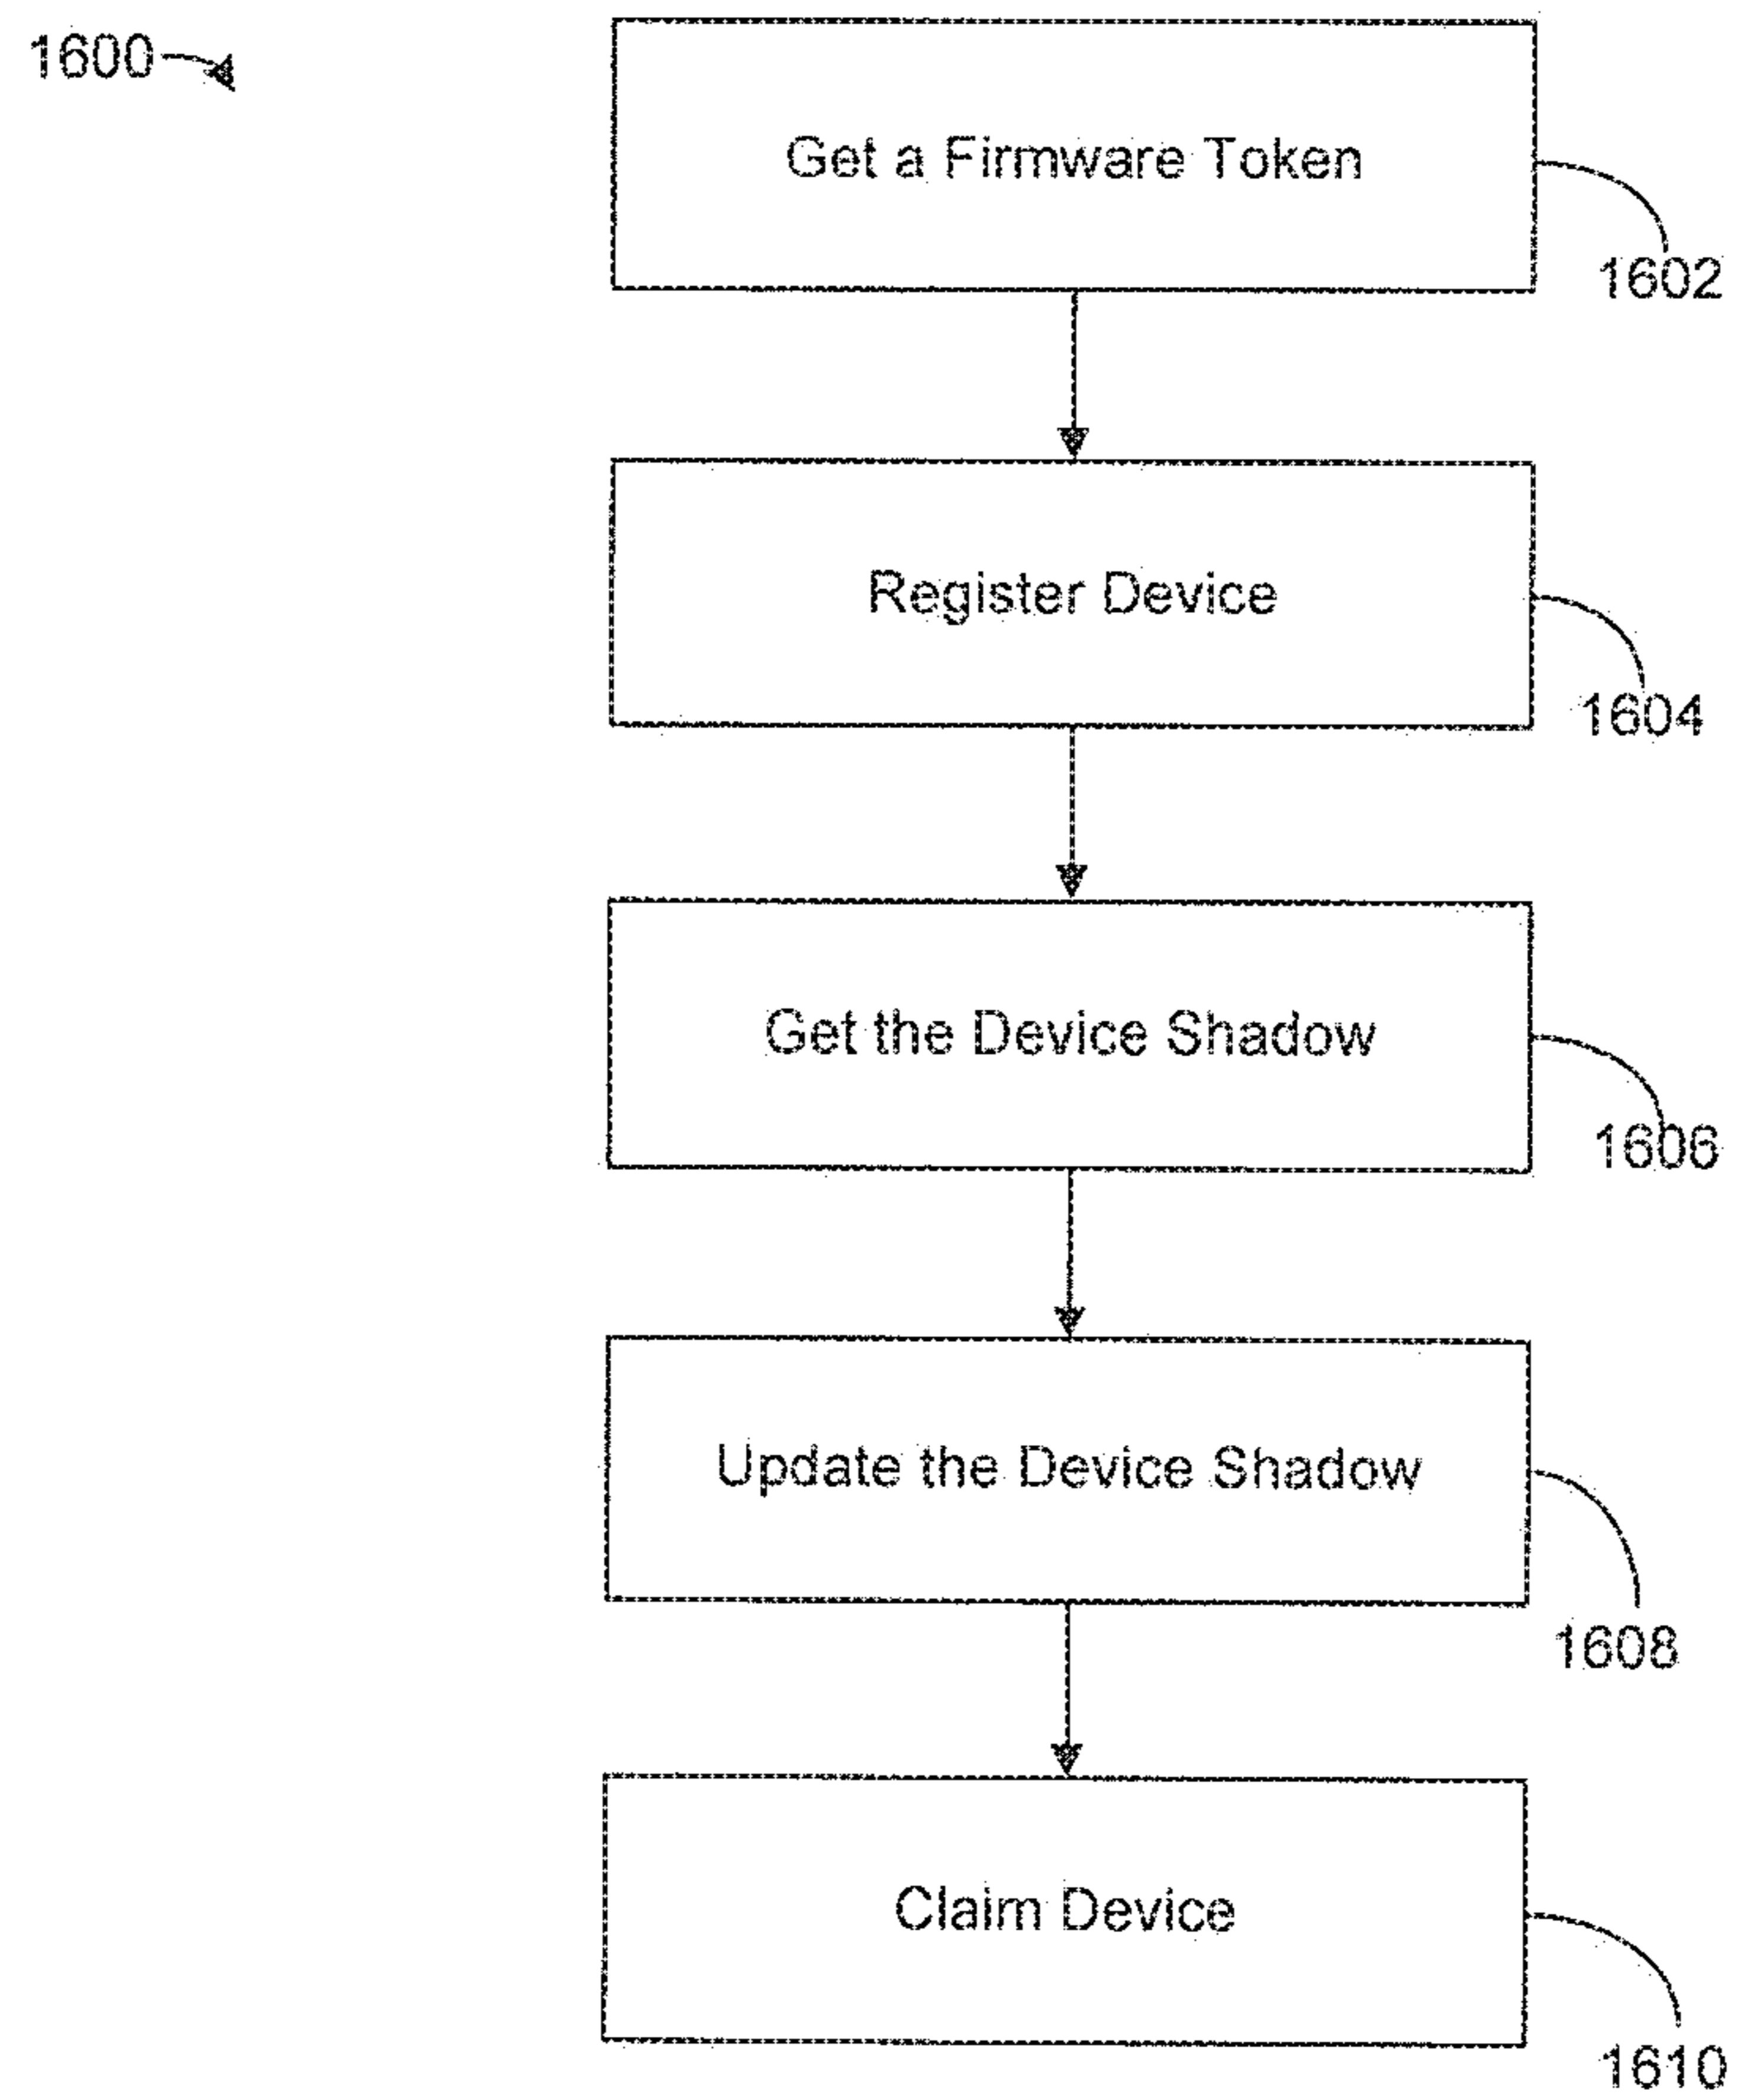 1600
Get a Firmware Token
1602
Register Device
1604
Get the Device Shadow
1606
Update the Device Shadow
1608
Claim Device
1610